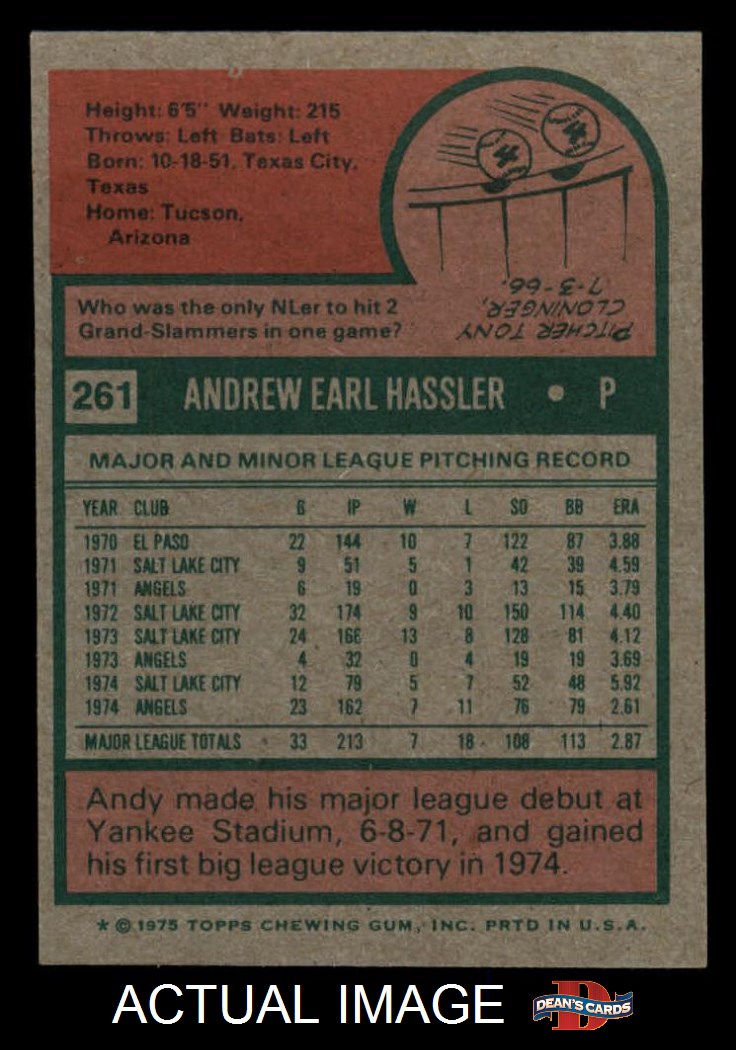 Height: 6'5" Weight: 215
Throws: Left Bats: Left
Born: 10-18-51, Texas City,
Texas
Home: Tucson,
Arizona
Who was the only NLer to hit 2
Grand-Slammers in one game?
PITCHER TONY
CLONINGER,
7-3-66.
261 ANDREW EARL HASSLER • P
MAJOR AND MINOR LEAGUE PITCHING RECORD
YEAR CLUB G IP W L SO BB ERA
1970 EL PASO 22 144 10 7 122 87 3.88
1971 SALT LAKE CITY 9 51 5 1 42 39 4.59
1971 ANGELS 6 19 0 3 13 15 3.79
1972 SALT LAKE CITY 32 174 9 10 150 114 4.40
1973 SALT LAKE CITY 24 166 13 8 128 81 4.12
1973 ANGELS 4 32 0 4 19 19 3.69
1974 SALT LAKE CITY 12 79 5 7 52 48 5.92
1974 ANGELS 23 162 7 11 76 79 2.61
MAJOR LEAGUE TOTALS 33 213 7 18 108 113 2.87
Andy made his major league debut at
Yankee Stadium, 6-8-71, and gained
his first big league victory in 1974.
* © 1975 TOPPS CHEWING GUM, INC. PRTD IN U.S.A.
ACTUAL IMAGE
D
DEAN'S CARDS